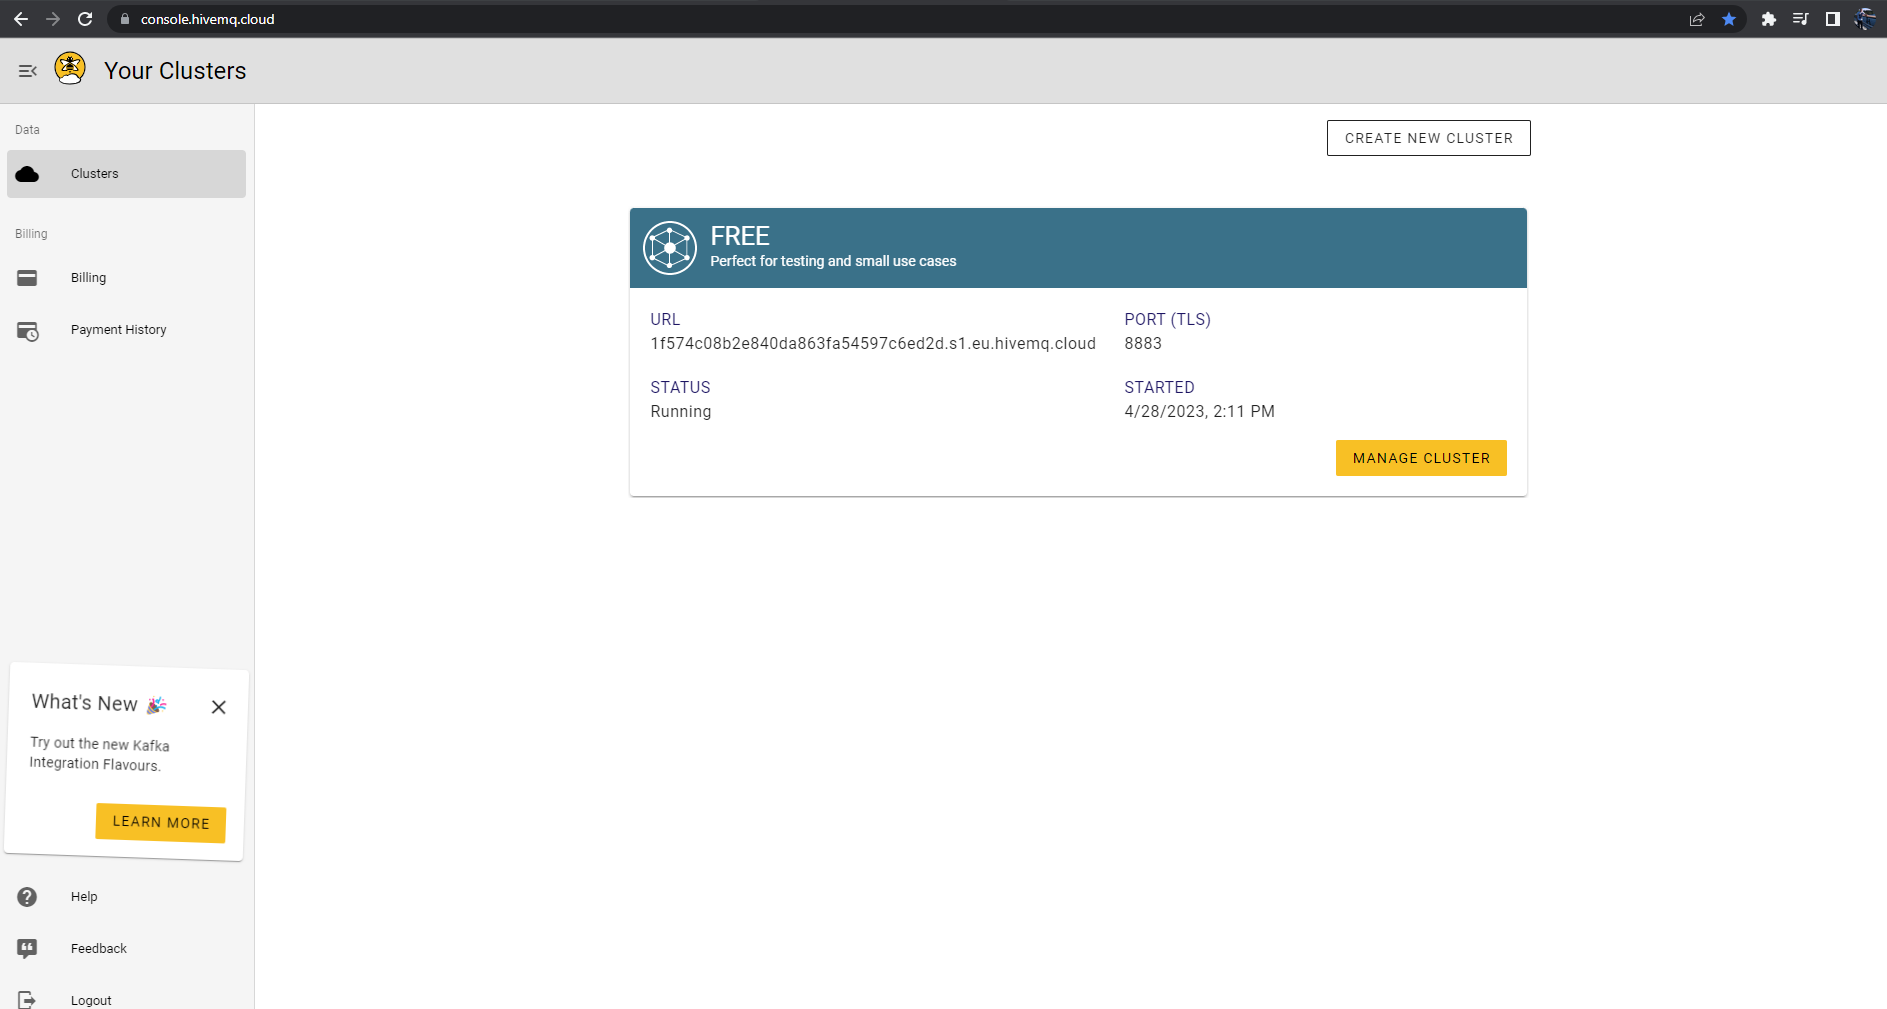 console.hivemq.cloud
Your Clusters
Data
Clusters
Billing
Billing
Payment History
What's New 🎉
Try out the new Kafka
Integration Flavours.
LEARN MORE
Help
Feedback
Logout
CREATE NEW CLUSTER
FREE
Perfect for testing and small use cases
URL
1f574c08b2e840da863fa54597c6ed2d.s1.eu.hivemq.cloud
PORT (TLS)
8883
STATUS
Running
STARTED
4/28/2023, 2:11 PM
MANAGE CLUSTER